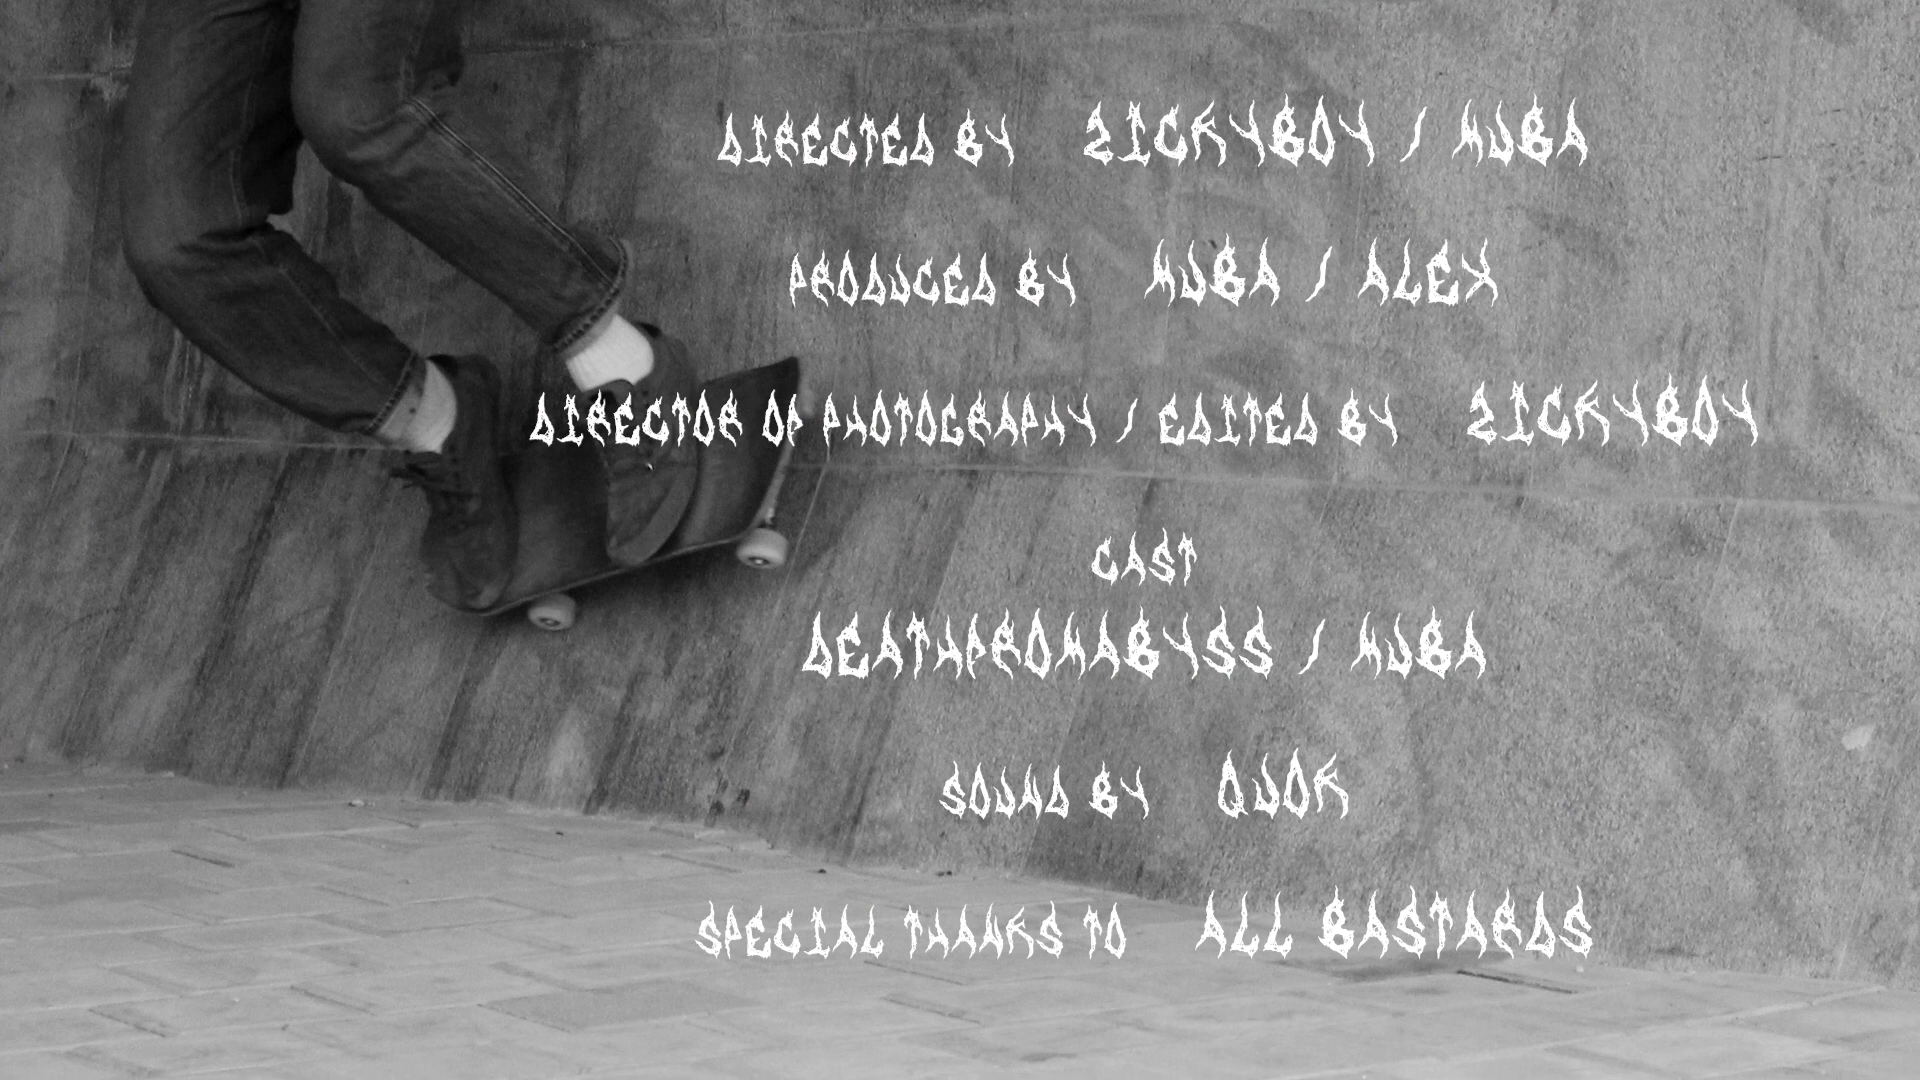 DIRECTED BY ZICKYBOY / MUBA
PRODUCED BY MUBA / ALEX
DIRECTOR OF PHOTOGRAPHY / EDITED BY ZICKYBOY
CAST
DEATHFROMABYSS / MUBA
SOUND BY QUOK
SPECIAL THANKS TO ALL BASTARDS